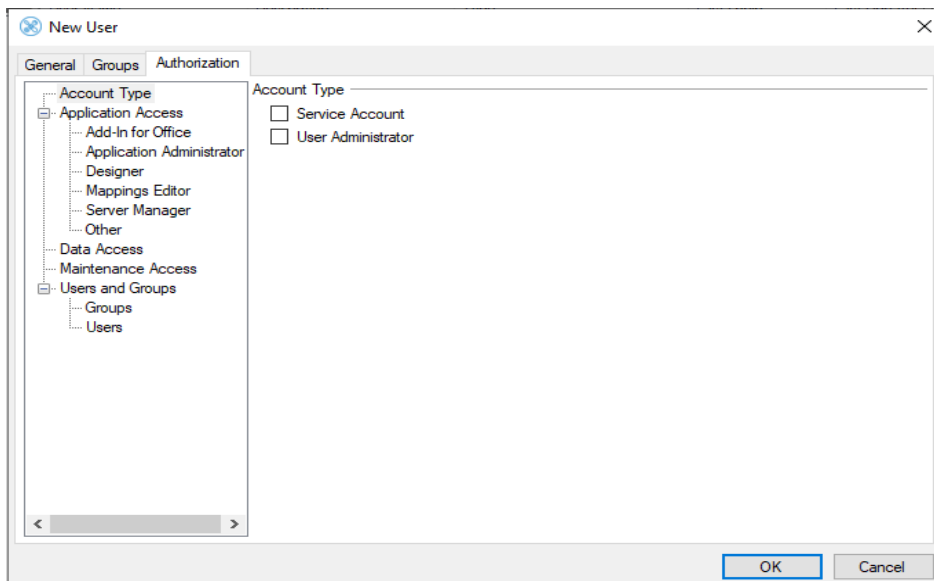 New User
General Groups Authorization
Account Type
Application Access
Add-In for Office
Application Administrator
Designer
Mappings Editor
Server Manager
Other
Data Access
Maintenance Access
Users and Groups
Groups
Users
Account Type
Service Account
User Administrator
OK Cancel